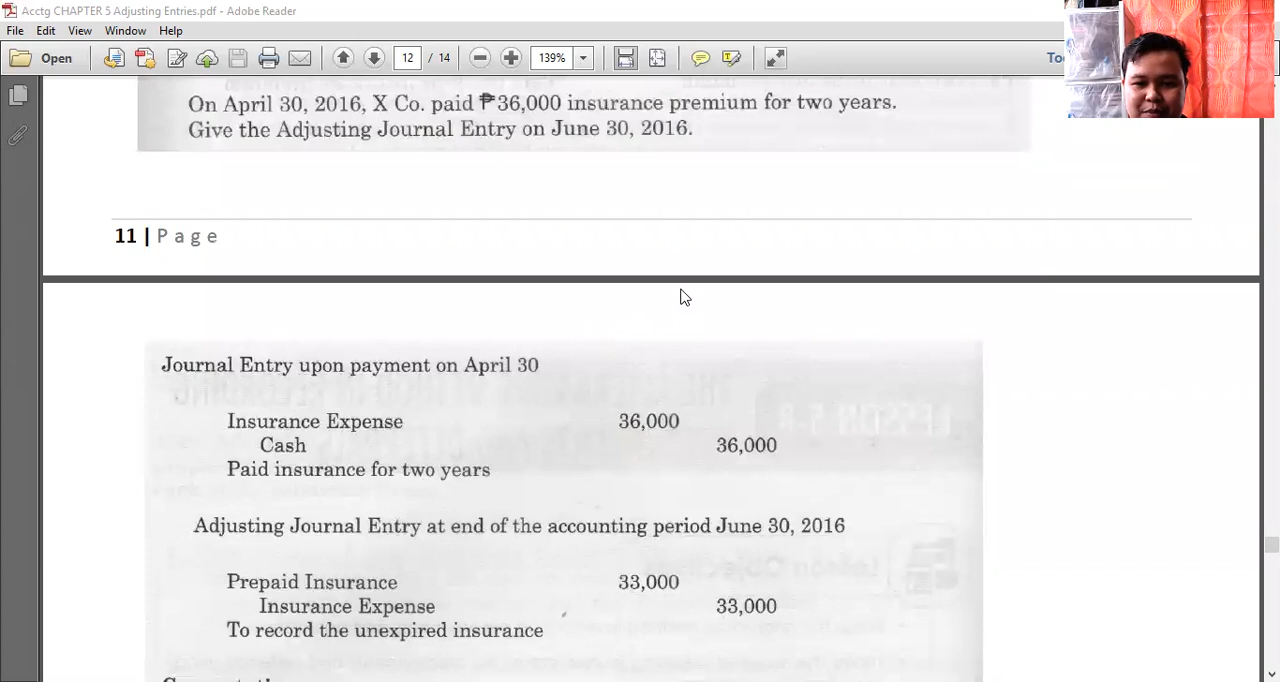 Acctg CHAPTER 5 Adjusting Entries.pdf - Adobe Reader
File Edit View Window Help
Open 12 / 14 139%
On April 30, 2016, X Co. paid ₱36,000 insurance premium for two years.
Give the Adjusting Journal Entry on June 30, 2016.
11 | Page
Journal Entry upon payment on April 30
Insurance Expense 36,000
Cash 36,000
Paid insurance for two years
Adjusting Journal Entry at end of the accounting period June 30, 2016
Prepaid Insurance 33,000
Insurance Expense 33,000
To record the unexpired insurance